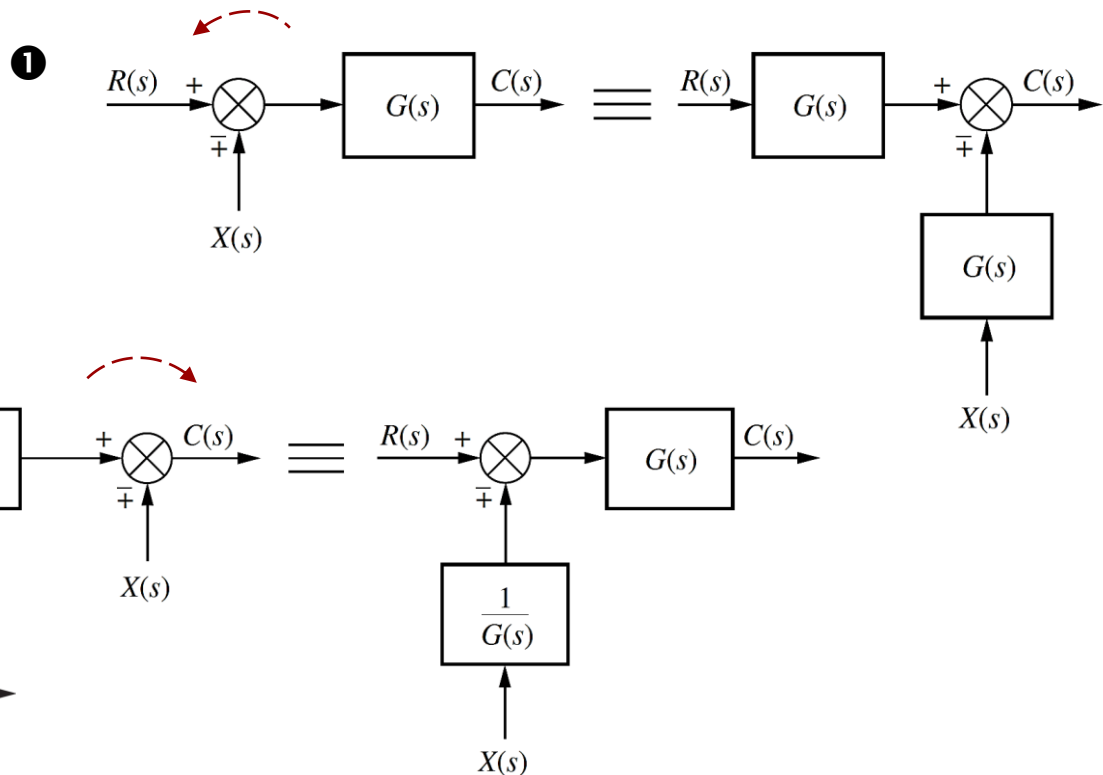 ❶
R(s) + C(s) R(s) + C(s)
G(s) G(s)
∓ ∓
X(s)
G(s)
X(s)
+ C(s) R(s) + C(s)
G(s)
∓ ∓
X(s)
1
G(s)
X(s)